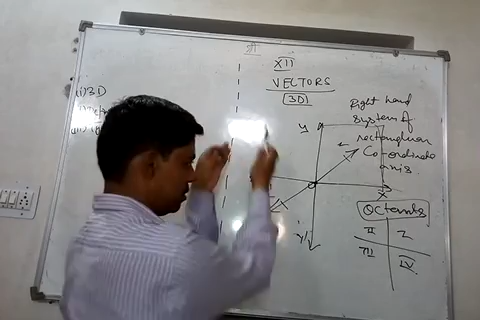 श्री
XII
VECTORS
3D
(i) 3D
Right hand
system of
rectangular
Co-ordinate
axis
y
x
z
y'
Octants
II I
III IV